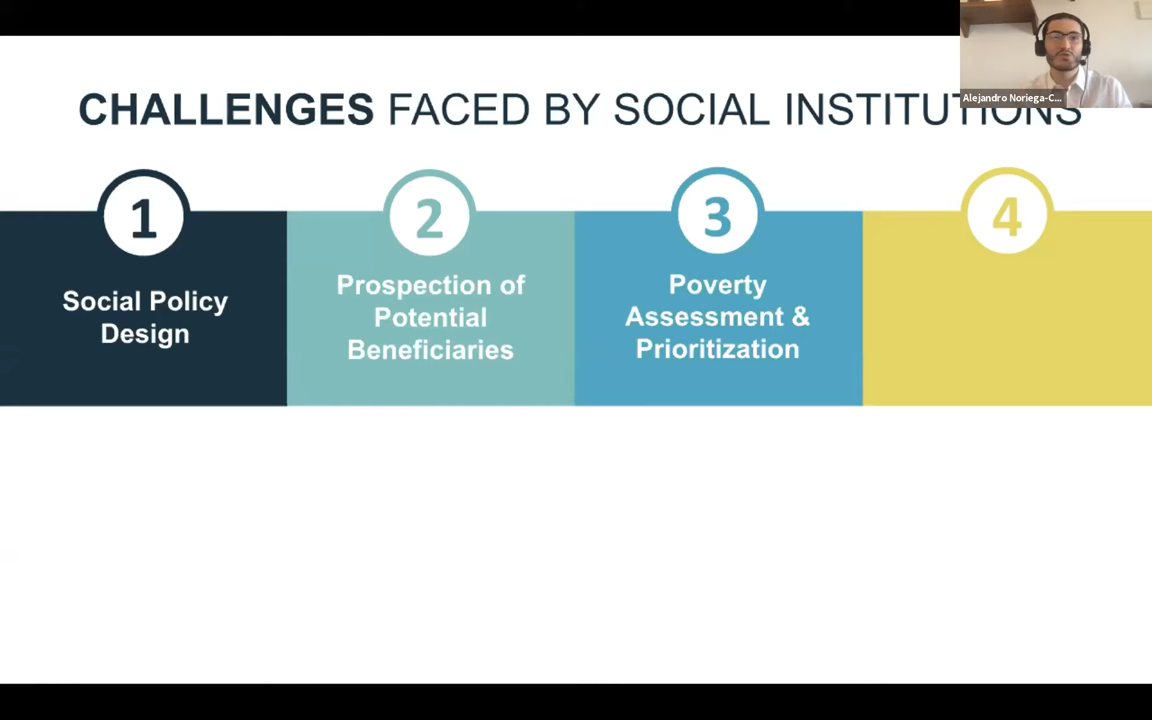 CHALLENGES FACED BY SOCIAL INSTITUTIONS
Alejandro Noriega-C...
1
Social Policy
Design
2
Prospection of
Potential
Beneficiaries
3
Poverty
Assessment &
Prioritization
4